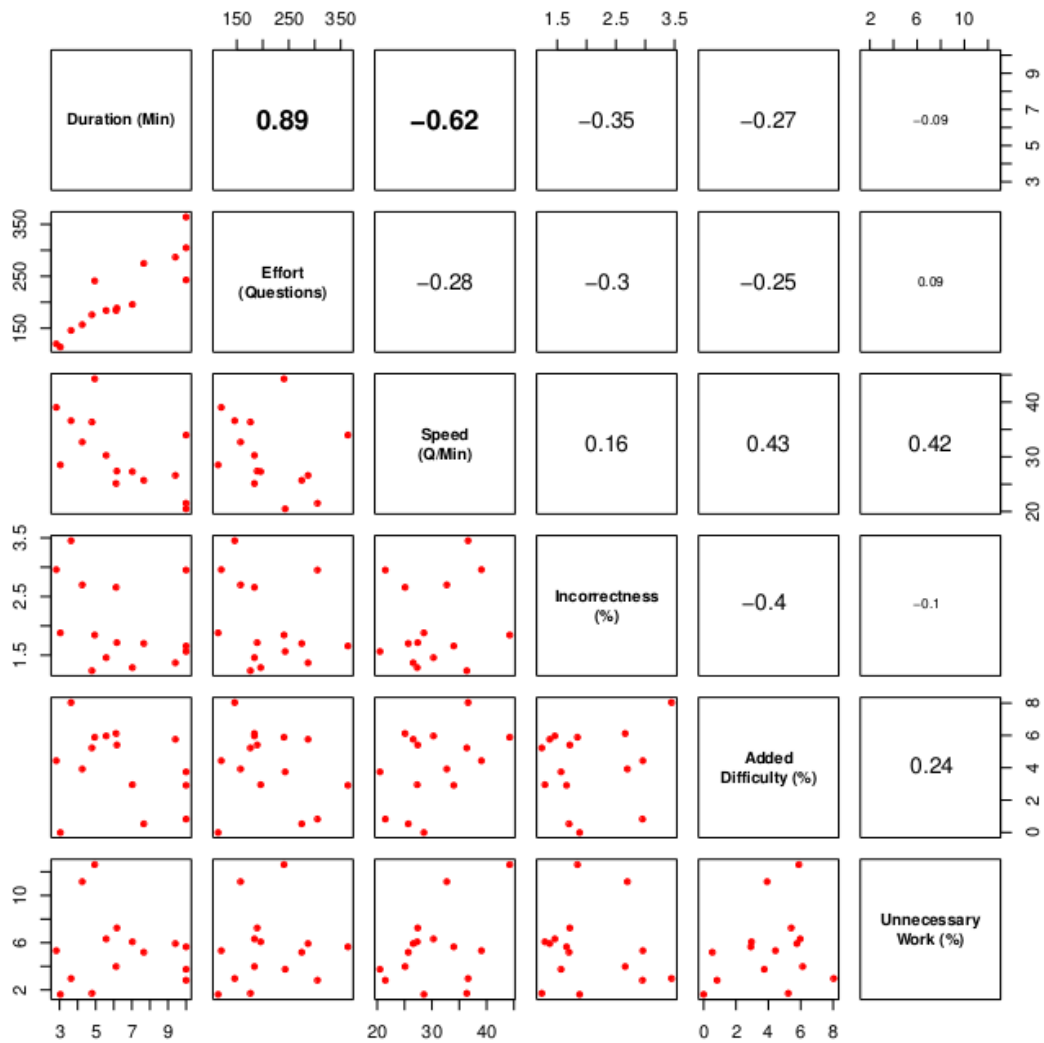 150 250 350 1.5 2.5 3.5 2 6 10
Duration (Min) 0.89 −0.62 −0.35 −0.27 −0.09
3 5 7 9
150 250 350
Effort
(Questions) −0.28 −0.3 −0.25 0.09
Speed
(Q/Min) 0.16 0.43 0.42
20 30 40
1.5 2.5 3.5
Incorrectness
(%) −0.4 −0.1
Added
Difficulty (%) 0.24
0 2 4 6 8
2 6 10
Unnecessary
Work (%)
3 5 7 9 20 30 40 0 2 4 6 8